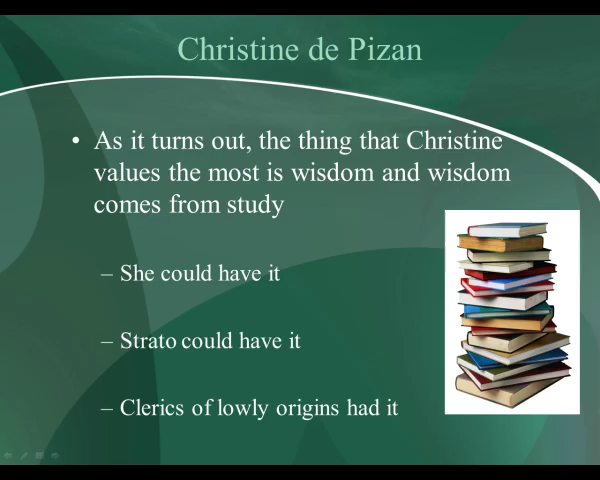 Christine de Pizan
• As it turns out, the thing that Christine
values the most is wisdom and wisdom
comes from study
– She could have it
– Strato could have it
– Clerics of lowly origins had it